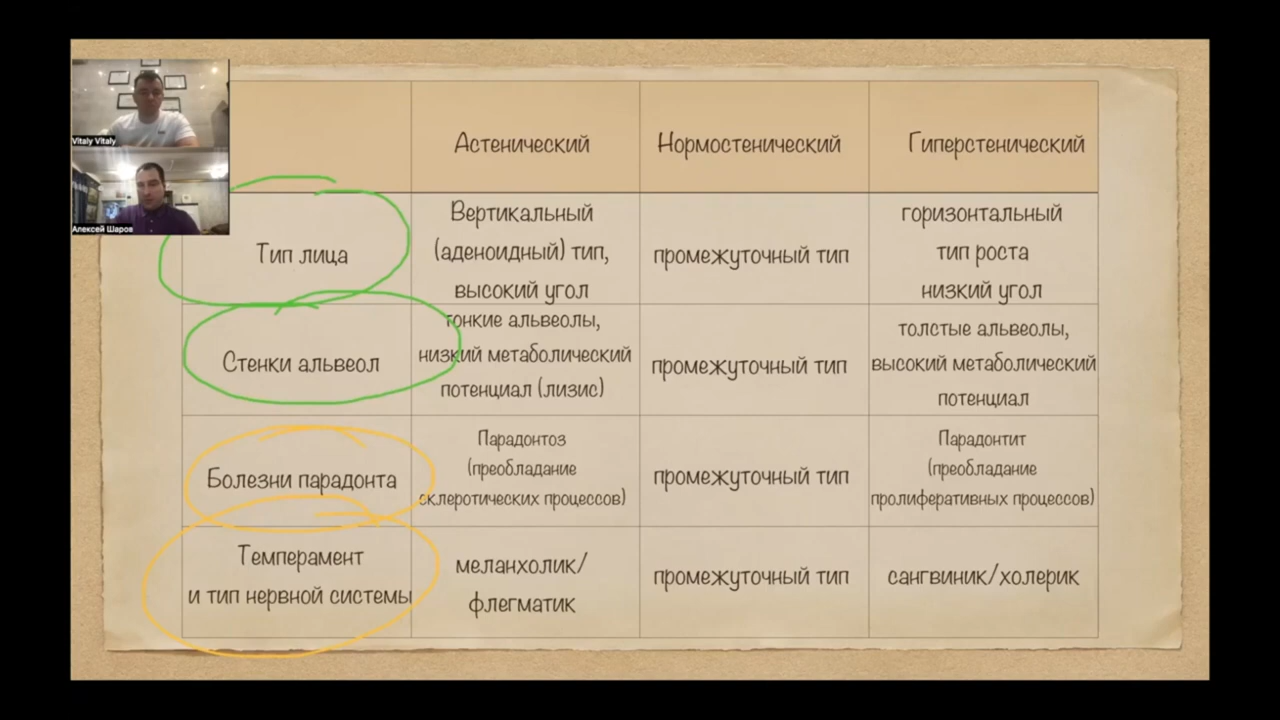 Vitaly Vitaly
Алексей Шаров
Астенический
Нормостенический
Гиперстенический
Тип лица
Вертикальный
(аденоидный) тип,
высокий угол
промежуточный тип
горизонтальный
тип роста
низкий угол
Стенки альвеол
тонкие альвеолы,
низкий метаболический
потенциал (лизис)
промежуточный тип
толстые альвеолы,
высокий метаболический
потенциал
Болезни парадонта
Парадонтоз
(преобладание
склеротических процессов)
промежуточный тип
Парадонтит
(преобладание
пролиферативных процессов)
Темперамент
и тип нервной системы
меланхолик/
флегматик
промежуточный тип
сангвиник/холерик